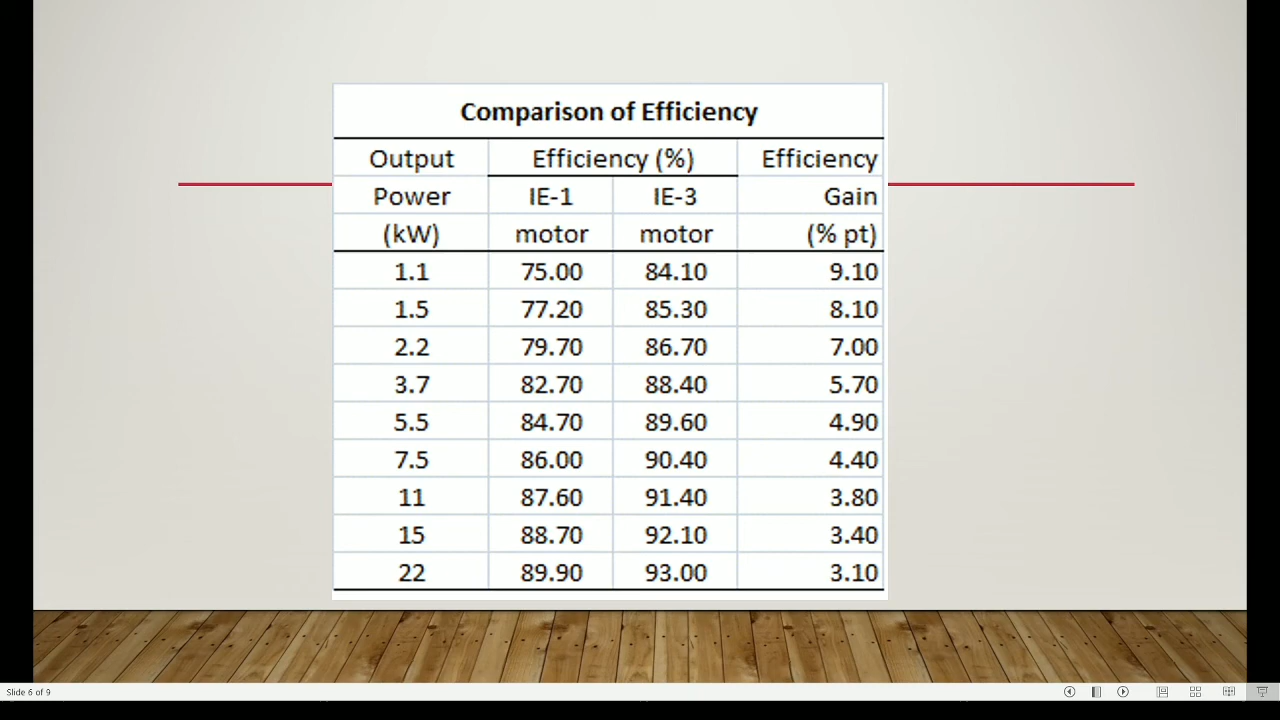 Comparison of Efficiency
Output Efficiency (%) Efficiency
Power IE-1 IE-3 Gain
(kW) motor motor (% pt)
1.1 75.00 84.10 9.10
1.5 77.20 85.30 8.10
2.2 79.70 86.70 7.00
3.7 82.70 88.40 5.70
5.5 84.70 89.60 4.90
7.5 86.00 90.40 4.40
11 87.60 91.40 3.80
15 88.70 92.10 3.40
22 89.90 93.00 3.10
Slide 6 of 9